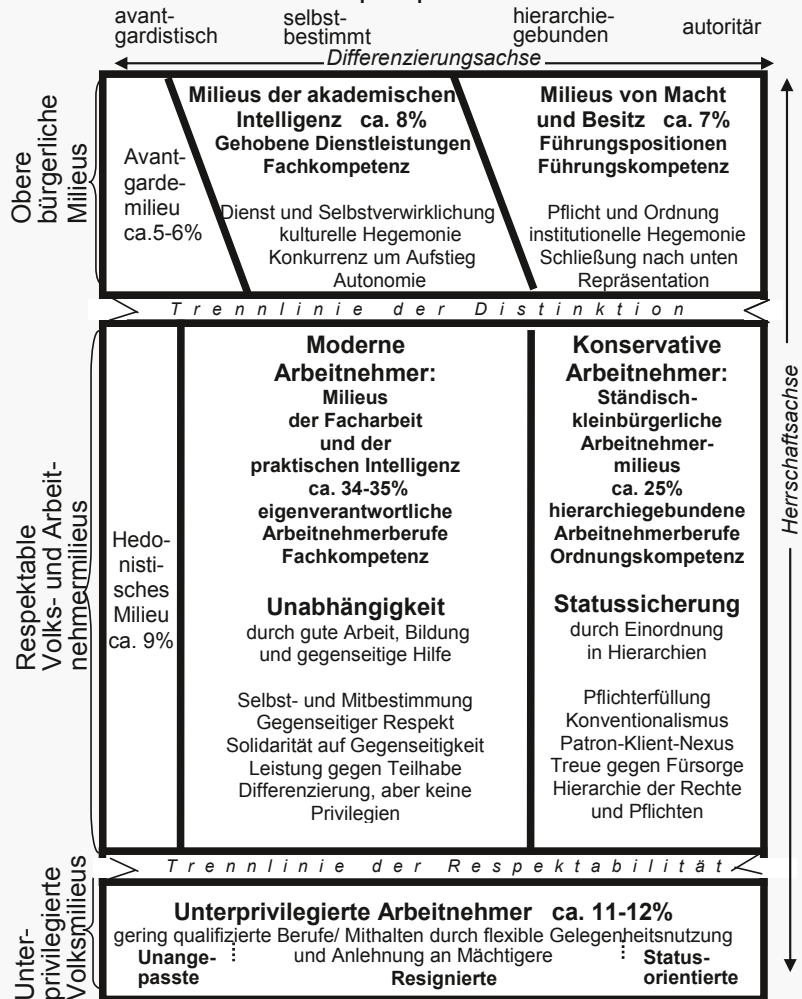 avant-
gardistisch
selbst-
bestimmt
hierarchie-
gebunden
autoritär
Differenzierungsachse
Obere
bürgerliche
Milieus
Avant-
garde-
milieu
ca.5-6%
Milieus der akademischen
Intelligenz ca. 8%
Gehobene Dienstleistungen
Fachkompetenz
Dienst und Selbstverwirklichung
kulturelle Hegemonie
Konkurrenz um Aufstieg
Autonomie
Milieus von Macht
und Besitz ca. 7%
Führungspositionen
Führungskompetenz
Pflicht und Ordnung
institutionelle Hegemonie
Schließung nach unten
Repräsentation
Trennlinie der Distinktion
Herrschaftsachse
Respektable
Volks- und Arbeit-
nehmermilieus
Hedo-
nisti-
sches
Milieu
ca. 9%
Moderne
Arbeitnehmer:
Milieus
der Facharbeit
und der
praktischen Intelligenz
ca. 34-35%
eigenverantwortliche
Arbeitnehmerberufe
Fachkompetenz
Unabhängigkeit
durch gute Arbeit, Bildung
und gegenseitige Hilfe
Selbst- und Mitbestimmung
Gegenseitiger Respekt
Solidarität auf Gegenseitigkeit
Leistung gegen Teilhabe
Differenzierung, aber keine
Privilegien
Konservative
Arbeitnehmer:
Ständisch-
kleinbürgerliche
Arbeitnehmer-
milieus
ca. 25%
hierarchiegebundene
Arbeitnehmerberufe
Ordnungskompetenz
Statussicherung
durch Einordnung
in Hierarchien
Pflichterfüllung
Konventionalismus
Patron-Klient-Nexus
Treue gegen Fürsorge
Hierarchie der Rechte
und Pflichten
Trennlinie der Respektabilität
Unter-
privilegierte
Volksmilieus
Unterprivilegierte Arbeitnehmer ca. 11-12%
gering qualifizierte Berufe/ Mithalten durch flexible Gelegenheitsnutzung
und Anlehnung an Mächtigere
Unange-
passte
Resignierte
Status-
orientierte